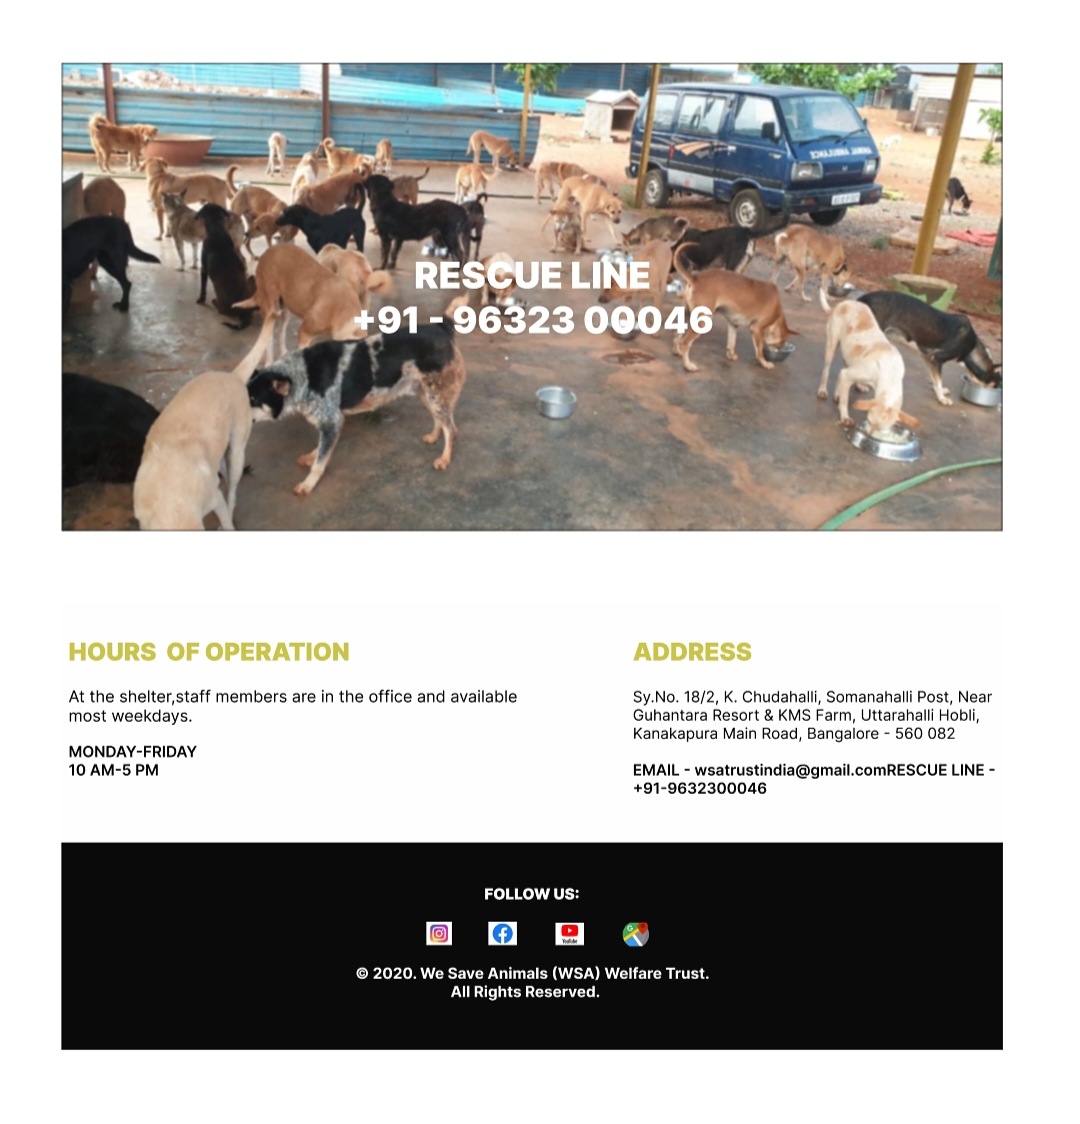 ANIMAL AMBULANCE
RESCUE LINE
+91 - 96323 00046
HOURS  OF OPERATION
At the shelter,staff members are in the office and available
most weekdays.
MONDAY-FRIDAY
10 AM-5 PM
ADDRESS
Sy.No. 18/2, K. Chudahalli, Somanahalli Post, Near
Guhantara Resort & KMS Farm, Uttarahalli Hobli,
Kanakapura Main Road, Bangalore - 560 082
EMAIL - wsatrustindia@gmail.comRESCUE LINE -
+91-9632300046
FOLLOW US:
YouTube
G
© 2020. We Save Animals (WSA) Welfare Trust.
All Rights Reserved.